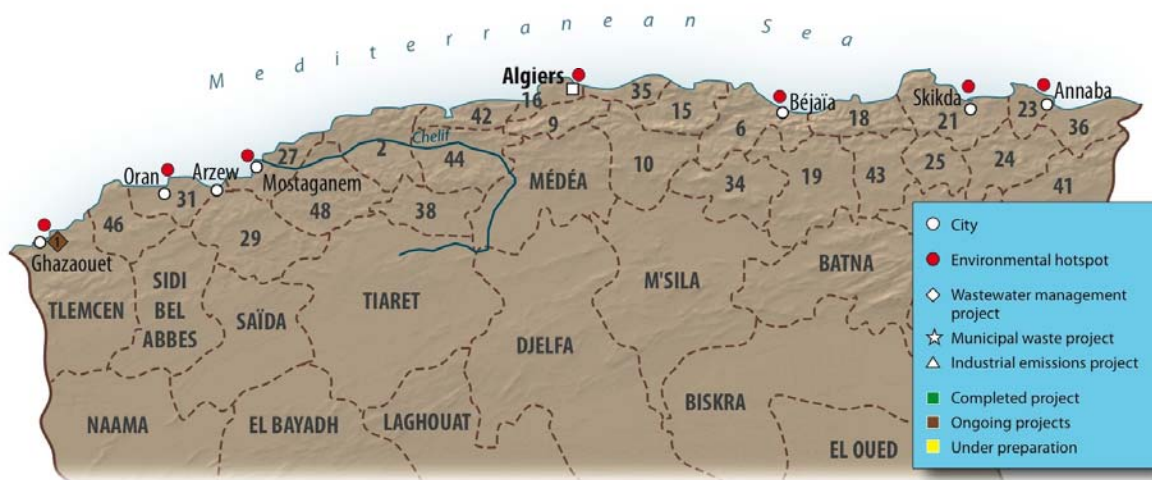 Mediterranean Sea
Algiers
35
16
15
42
9
Béjaïa
18
Skikda
21
23
Annaba
36
6
Chelif
27
2
44
10
34
19
43
25
24
41
Oran
Arzew
31
Mostaganem
MÉDÉA
48
38
46
29
1
Ghazaouet
TLEMCEN
SIDI
BEL
ABBES
SAÏDA
TIARET
DJELFA
M'SILA
BATNA
NAAMA
EL BAYADH
LAGHOUAT
BISKRA
EL OUED
City
Environmental hotspot
Wastewater management
project
Municipal waste project
Industrial emissions project
Completed project
Ongoing projects
Under preparation